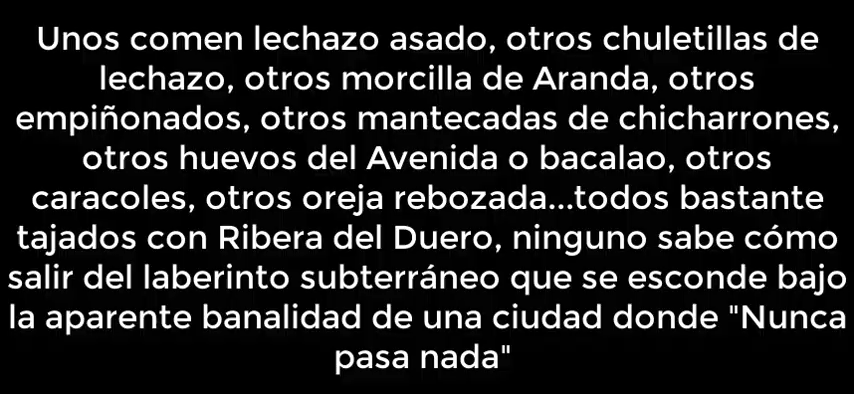 Unos comen lechazo asado, otros chuletillas de
lechazo, otros morcilla de Aranda, otros
empiñonados, otros mantecadas de chicharrones,
otros huevos del Avenida o bacalao, otros
caracoles, otros oreja rebozada...todos bastante
tajados con Ribera del Duero, ninguno sabe cómo
salir del laberinto subterráneo que se esconde bajo
la aparente banalidad de una ciudad donde "Nunca
pasa nada"